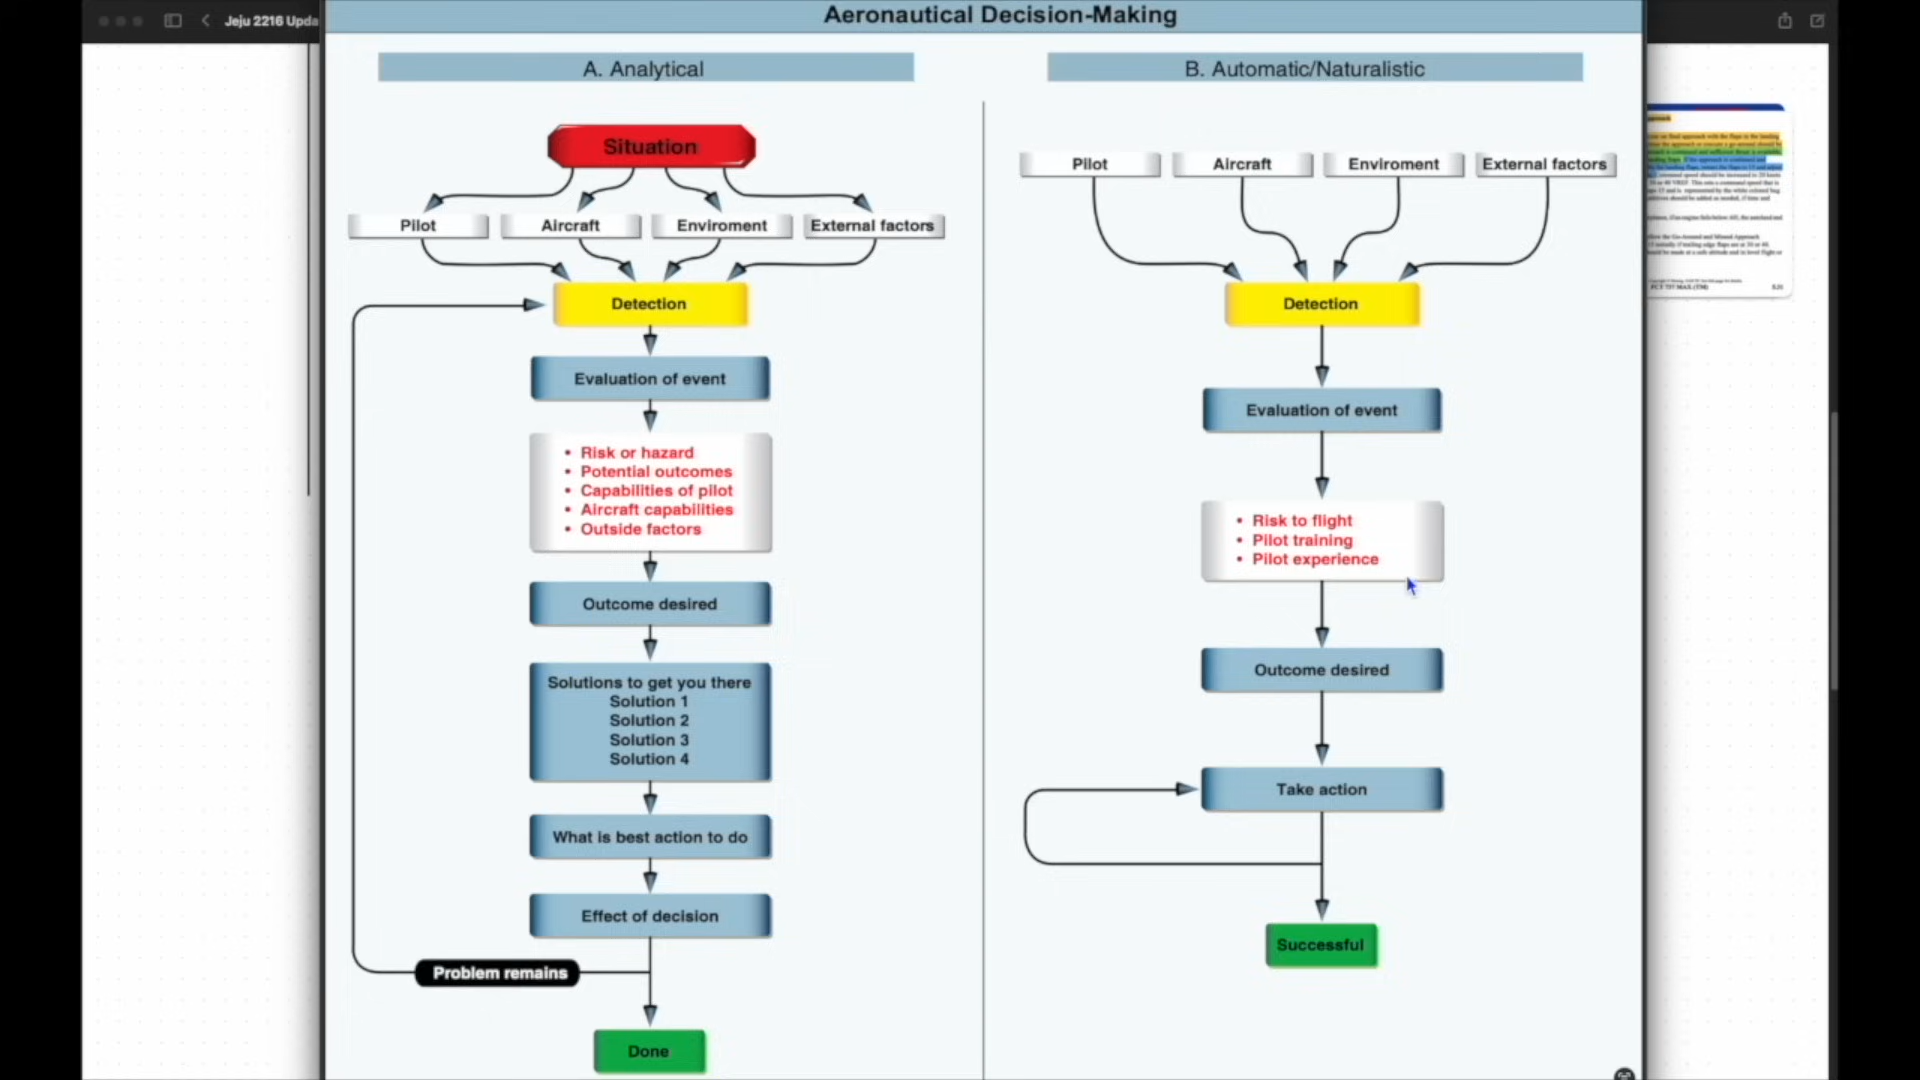 Jeju 2216 Upda
Aeronautical Decision-Making
A. Analytical
B. Automatic/Naturalistic
Situation
Pilot
Aircraft
Enviroment
External factors
Detection
Evaluation of event
• Risk or hazard
• Potential outcomes
• Capabilities of pilot
• Aircraft capabilities
• Outside factors
Outcome desired
Solutions to get you there
Solution 1
Solution 2
Solution 3
Solution 4
What is best action to do
Effect of decision
Problem remains
Done
Pilot
Aircraft
Enviroment
External factors
Detection
Evaluation of event
• Risk to flight
• Pilot training
• Pilot experience
Outcome desired
Take action
Successful